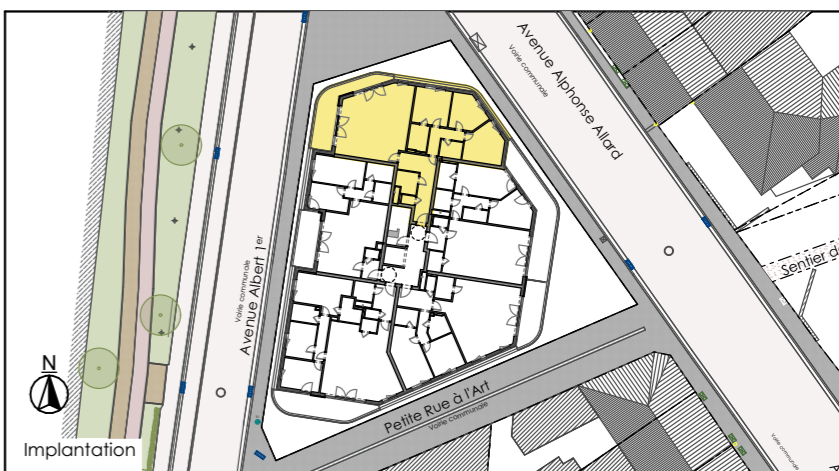 Avenue Alphonse Allard
Voirie communale
Avenue Albert 1er
Voirie communale
Sentier d
Petite Rue à l'Art
Voirie communale
N
Implantation
Voirie communale